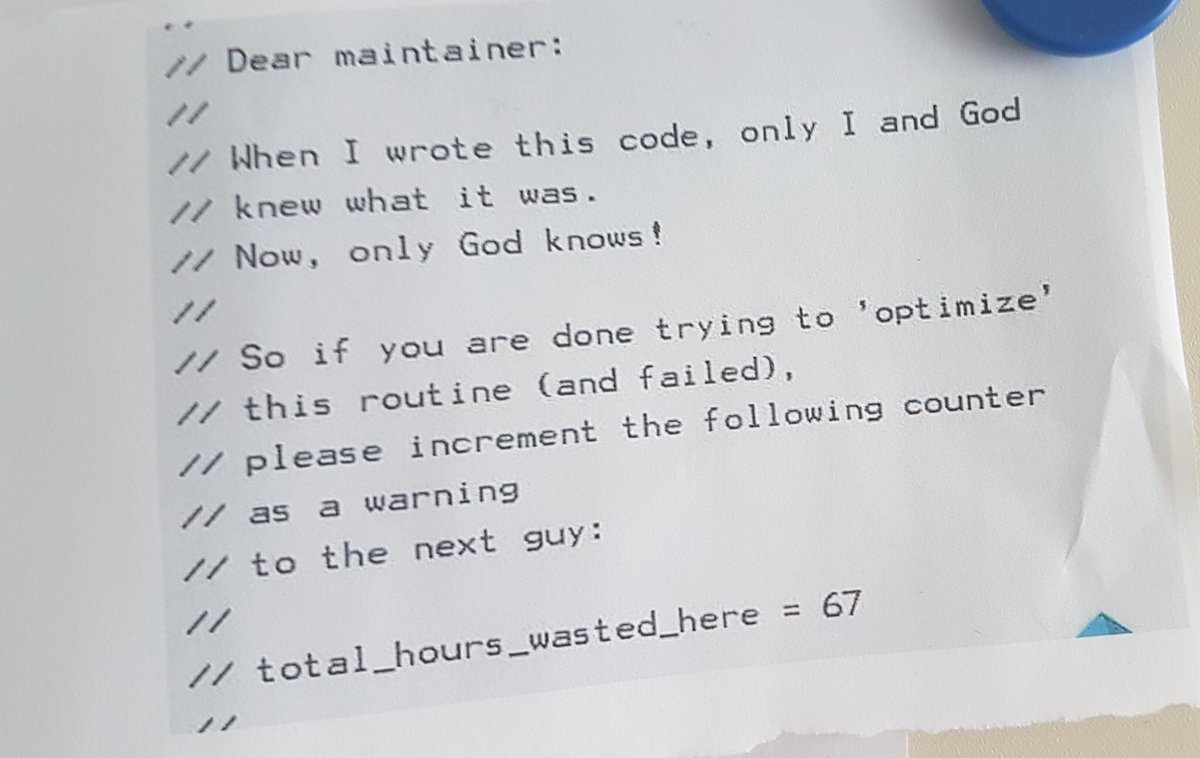 //
// Dear maintainer:
//
// When I wrote this code, only I and God
// knew what it was.
// Now, only God knows!
//
// So if you are done trying to 'optimize'
// this routine (and failed),
// please increment the following counter
// as a warning
// to the next guy:
//
// total_hours_wasted_here = 67
//